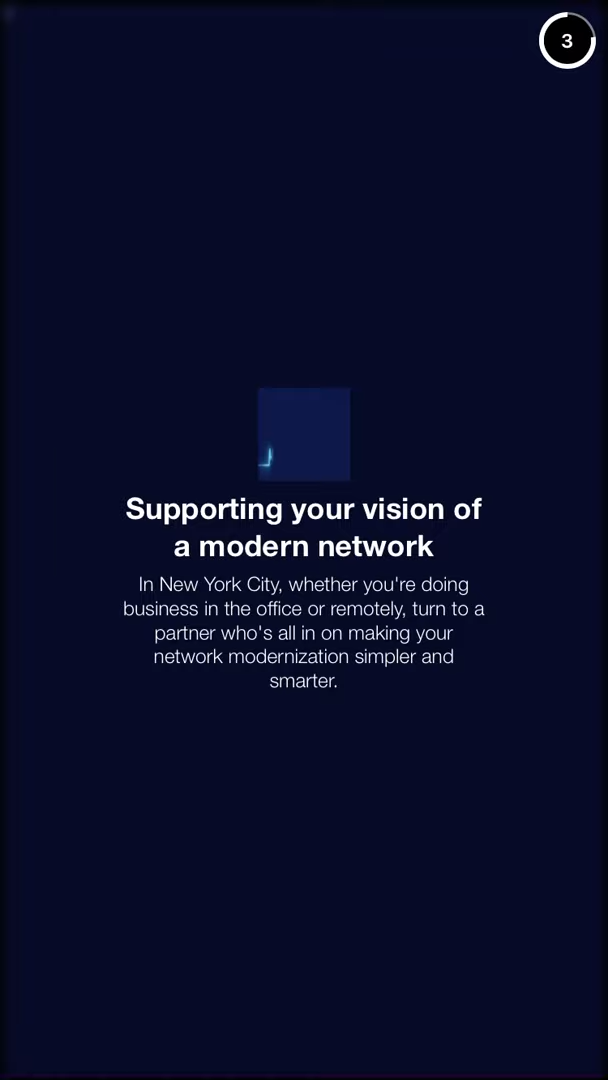 3
Supporting your vision of
a modern network
In New York City, whether you're doing
business in the office or remotely, turn to a
partner who's all in on making your
network modernization simpler and
smarter.